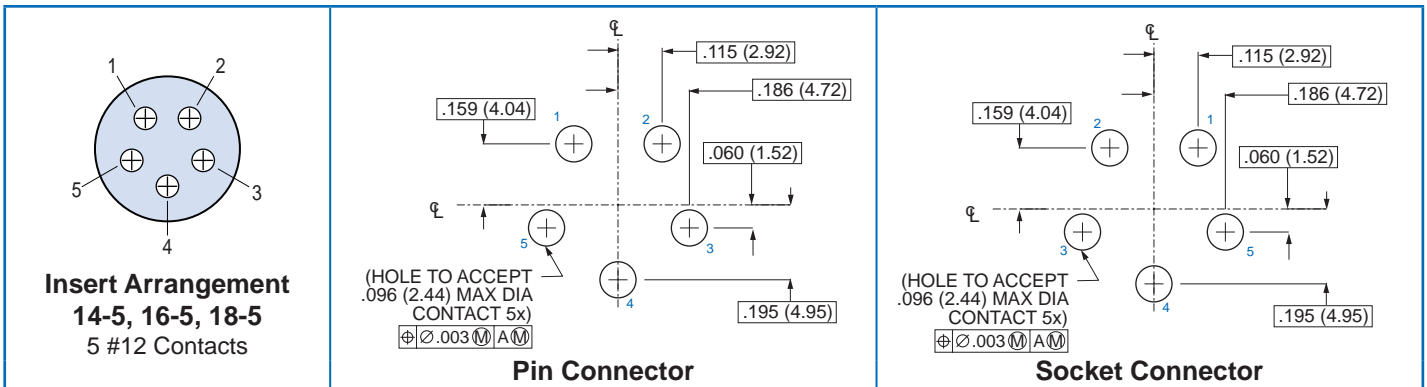 1
2
3
4
5
Insert Arrangement
14-5, 16-5, 18-5
5 #12 Contacts
℄
.115 (2.92)
.186 (4.72)
.159 (4.04)
1
2
.060 (1.52)
℄
5
3
(HOLE TO ACCEPT
.096 (2.44) MAX DIA
CONTACT 5x)
4
.195 (4.95)
⌖ ∅.003 Ⓜ A Ⓜ
Pin Connector
℄
.115 (2.92)
.186 (4.72)
.159 (4.04)
2
1
.060 (1.52)
℄
3
5
(HOLE TO ACCEPT
.096 (2.44) MAX DIA
CONTACT 5x)
4
.195 (4.95)
⌖ ∅.003 Ⓜ A Ⓜ
Socket Connector